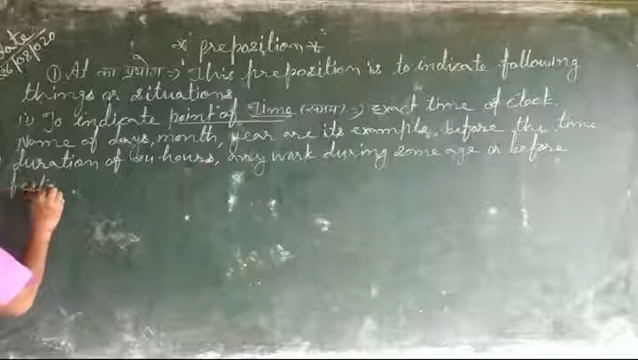 Date
26/08/020
* preposition *
① At का प्रयोग → This preposition is to indicate following
things or situations
i) To indicate point of Time (समय) → Exact time of clock.
Name of days, month, year are its example, before the time
duration of 24 hours, any work during some age or before